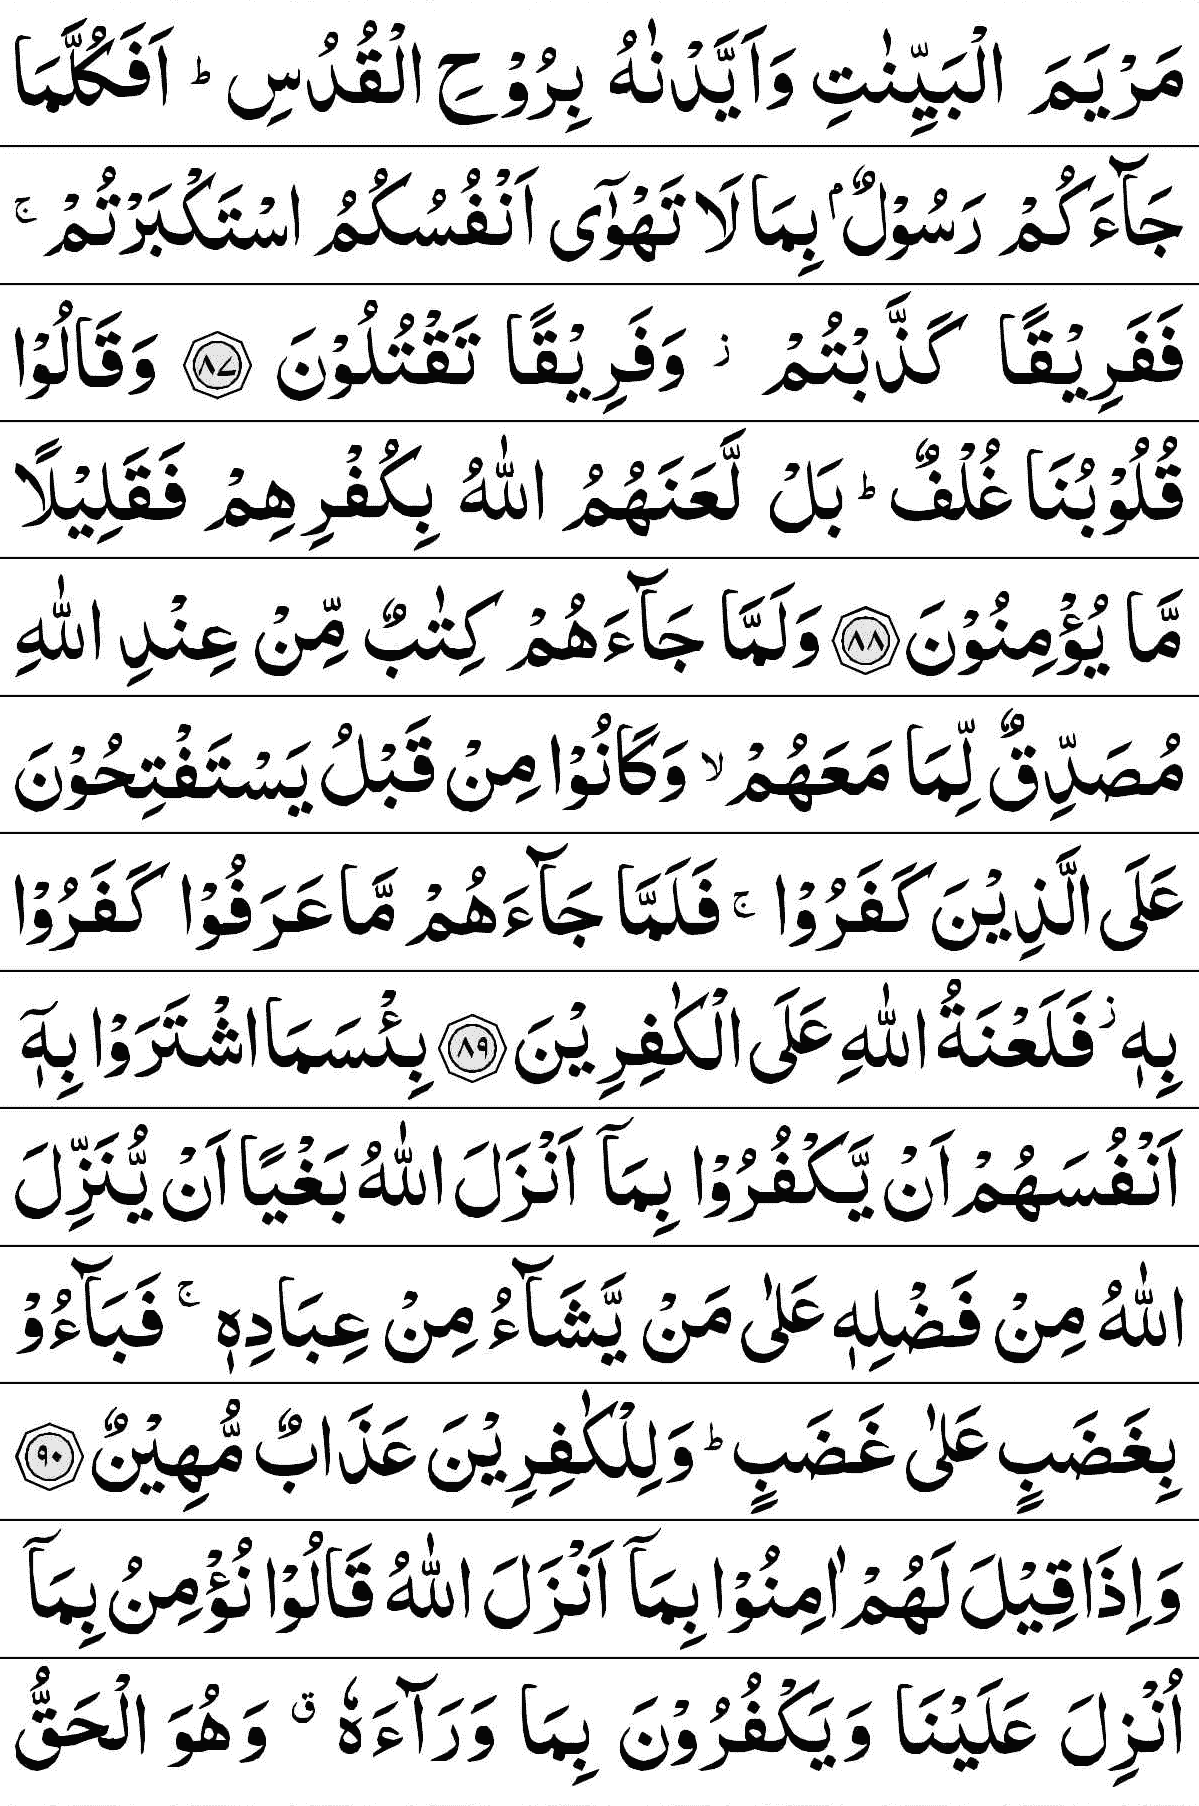 مَرْيَمَ الْبَيِّنٰتِ وَاَيَّدْنٰهُ بِرُوْحِ الْقُدُسِ ؕ اَفَكُلَّمَا
جَآءَكُمْ رَسُوْلٌۢ بِمَا لَا تَهْوٰٓى اَنْفُسُكُمُ اسْتَكْبَرْتُمْ ۚ
فَفَرِيْقًا كَذَّبْتُمْ ؗ وَفَرِيْقًا تَقْتُلُوْنَ ﴿۸۷﴾ وَقَالُوْا
قُلُوْبُنَا غُلْفٌ ؕ بَلْ لَّعَنَهُمُ اللّٰهُ بِكُفْرِهِمْ فَقَلِيْلًا
مَّا يُؤْمِنُوْنَ ﴿۸۸﴾ وَلَمَّا جَآءَهُمْ كِتٰبٌ مِّنْ عِنْدِ اللّٰهِ
مُصَدِّقٌ لِّمَا مَعَهُمْ ۙ وَكَانُوْا مِنْ قَبْلُ يَسْتَفْتِحُوْنَ
عَلَى الَّذِيْنَ كَفَرُوْا ۚ فَلَمَّا جَآءَهُمْ مَّا عَرَفُوْا كَفَرُوْا
بِهٖ ؗ فَلَعْنَةُ اللّٰهِ عَلَى الْكٰفِرِيْنَ ﴿۸۹﴾ بِئْسَمَا اشْتَرَوْا بِهٖۤ
اَنْفُسَهُمْ اَنْ يَّكْفُرُوْا بِمَاۤ اَنْزَلَ اللّٰهُ بَغْيًا اَنْ يُّنَزِّلَ
اللّٰهُ مِنْ فَضْلِهٖ عَلٰى مَنْ يَّشَآءُ مِنْ عِبَادِهٖ ۚ فَبَآءُوْ
بِغَضَبٍ عَلٰى غَضَبٍ ؕ وَلِلْكٰفِرِيْنَ عَذَابٌ مُّهِيْنٌ ﴿۹۰﴾
وَاِذَا قِيْلَ لَهُمْ اٰمِنُوْا بِمَاۤ اَنْزَلَ اللّٰهُ قَالُوْا نُؤْمِنُ بِمَاۤ
اُنْزِلَ عَلَيْنَا وَيَكْفُرُوْنَ بِمَا وَرَآءَهٗ ۗ وَهُوَ الْحَقُّ